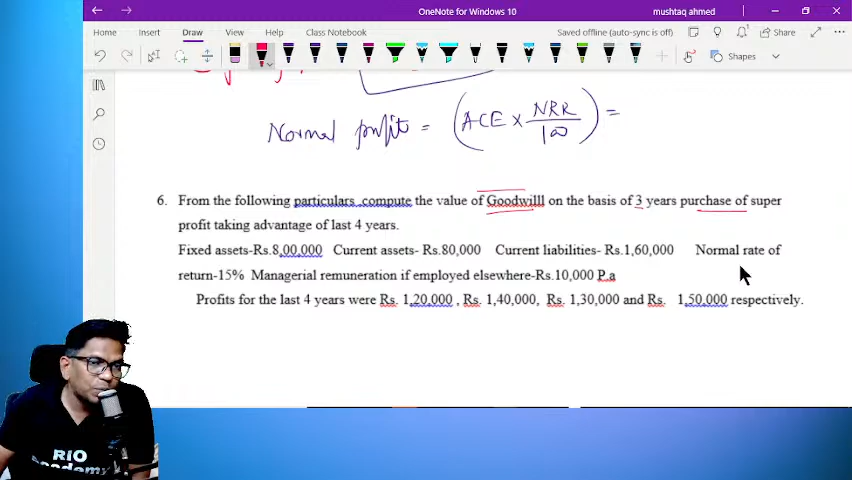 OneNote for Windows 10
mushtaq ahmed
Home Insert Draw View Help Class Notebook Saved offline (auto-sync is off) Share
Shapes
Normal profit = (ACE x NRR/100) =
6. From the following particulars compute the value of Goodwilll on the basis of 3 years purchase of super
profit taking advantage of last 4 years.
Fixed assets-Rs.8,00,000 Current assets- Rs.80,000 Current liabilities- Rs.1,60,000 Normal rate of
return-15% Managerial remuneration if employed elsewhere-Rs.10,000 P.a
Profits for the last 4 years were Rs. 1,20,000 , Rs. 1,40,000, Rs. 1,30,000 and Rs. 1,50,000 respectively.
RIO
Academy